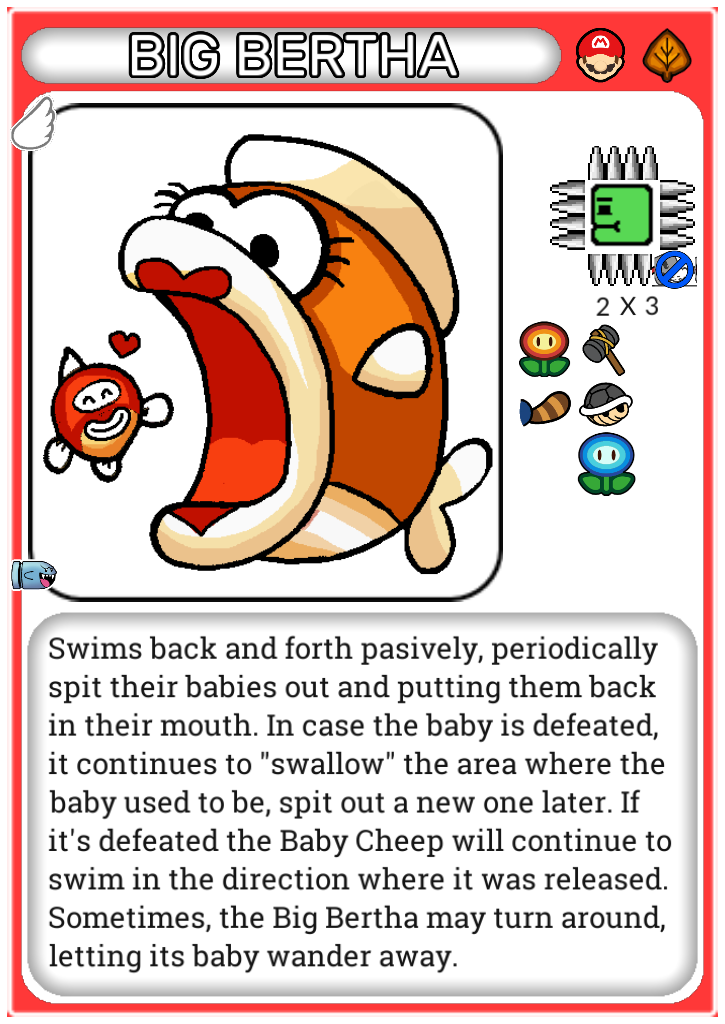 BIG BERTHA
2 X 3
Swims back and forth pasively, periodically
spit their babies out and putting them back
in their mouth. In case the baby is defeated,
it continues to "swallow" the area where the
baby used to be, spit out a new one later. If
it's defeated the Baby Cheep will continue to
swim in the direction where it was released.
Sometimes, the Big Bertha may turn around,
letting its baby wander away.